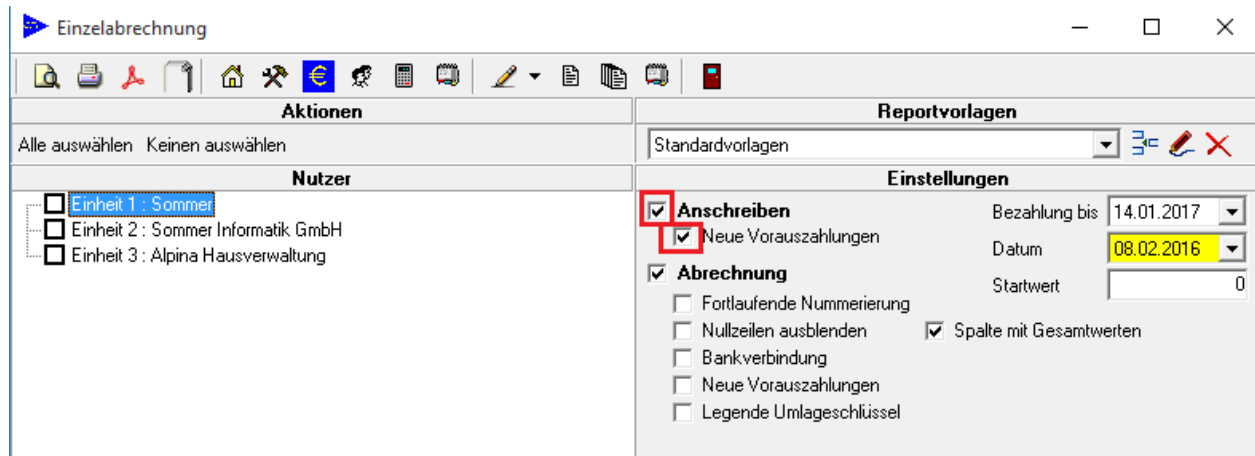 Einzelabrechnung
Aktionen
Alle auswählen Keinen auswählen
Nutzer
Einheit 1 : Sommer
Einheit 2 : Sommer Informatik GmbH
Einheit 3 : Alpina Hausverwaltung
Reportvorlagen
Standardvorlagen
Einstellungen
Anschreiben Bezahlung bis 14.01.2017
Neue Vorauszahlungen Datum 08.02.2016
Abrechnung Startwert 0
Fortlaufende Nummerierung
Nullzeilen ausblenden Spalte mit Gesamtwerten
Bankverbindung
Neue Vorauszahlungen
Legende Umlageschlüssel